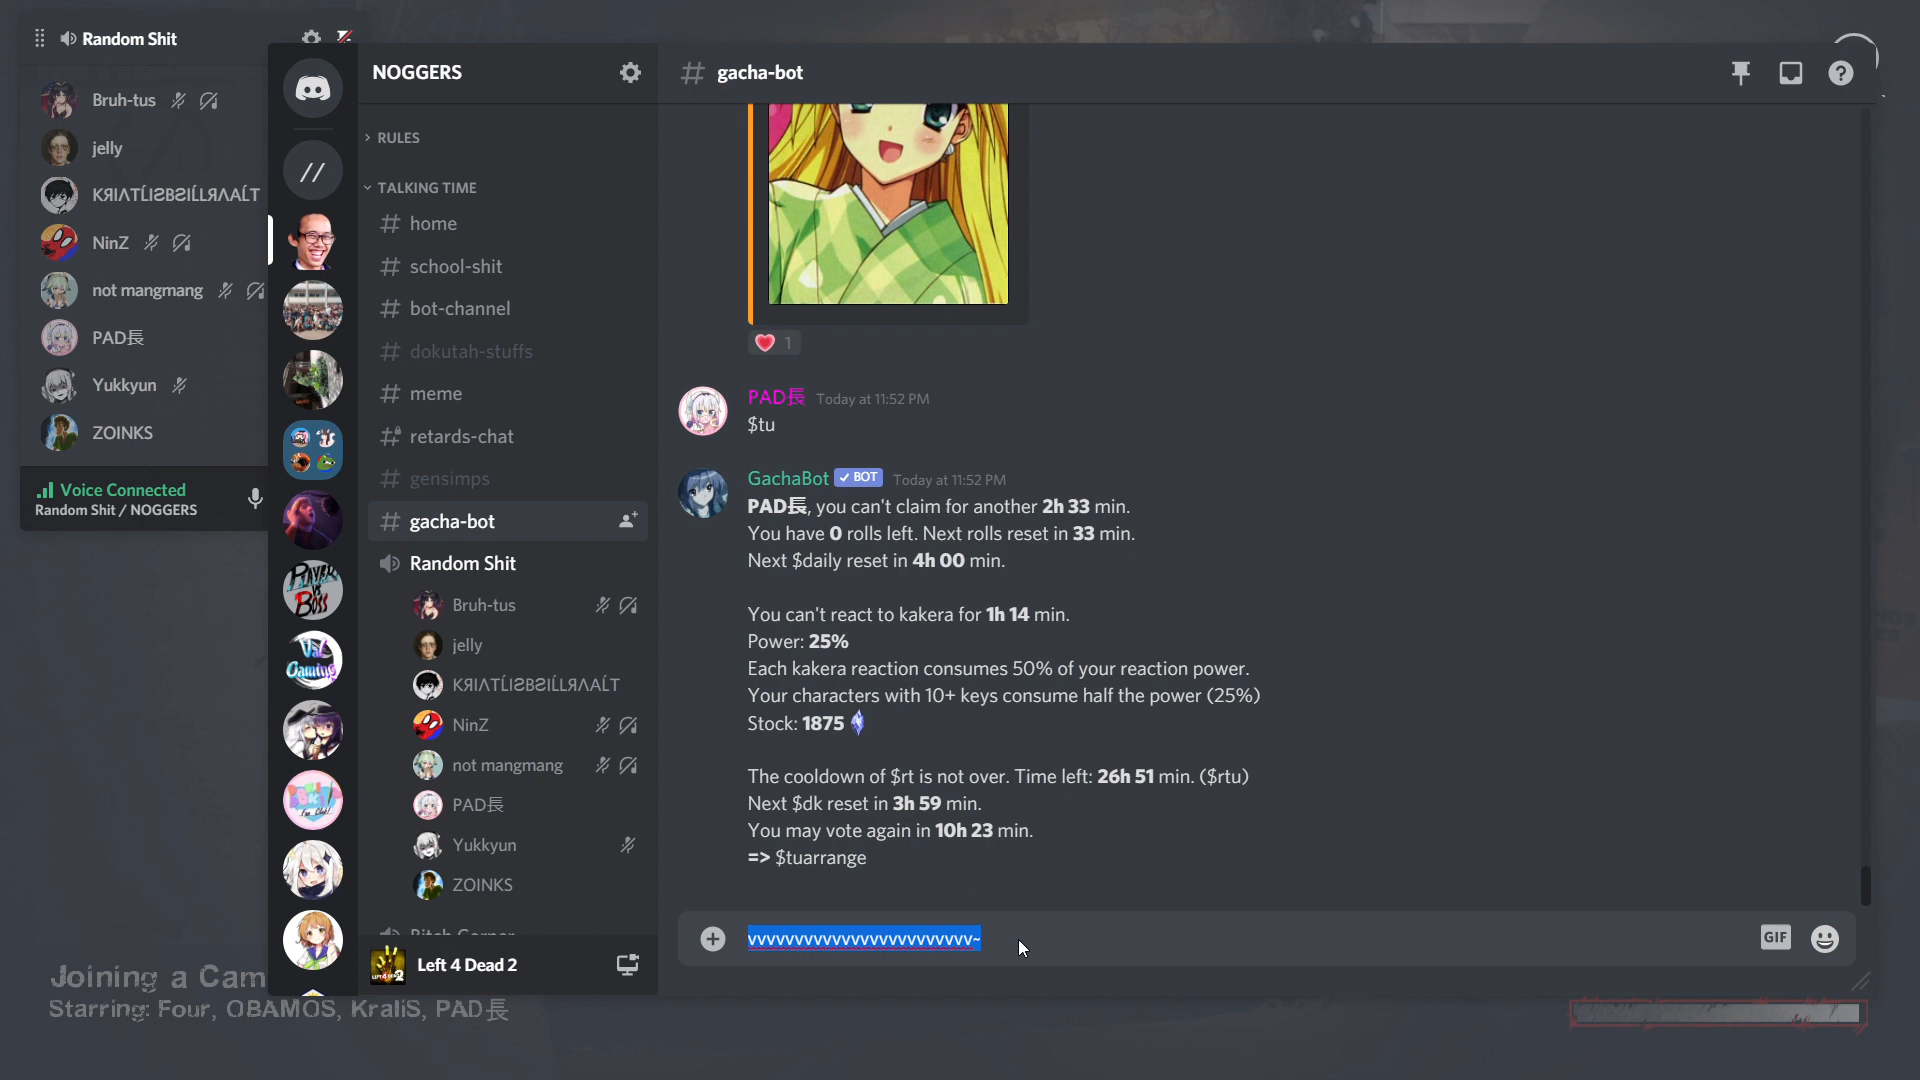 Random Shit
Bruh-tus
jelly
KЯIΛTĹIƧBƧIĹLЯΛAĹT
NinZ
not mangmang
PAD長
Yukkyun
ZOINKS
Voice Connected
Random Shit / NOGGERS
//
PLAYER
VS
BOSS
Val
Gaming
NOGGERS
RULES
TALKING TIME
home
school-shit
bot-channel
dokutah-stuffs
meme
retards-chat
gensimps
gacha-bot
Random Shit
Bruh-tus
jelly
KЯIΛTĹIƧBƧIĹLЯΛAĹT
NinZ
not mangmang
PAD長
Yukkyun
ZOINKS
Left 4 Dead 2
# gacha-bot
1
PAD長 Today at 11:52 PM
$tu
GachaBot ✓ BOT Today at 11:52 PM
PAD長, you can't claim for another 2h 33 min.
You have 0 rolls left. Next rolls reset in 33 min.
Next $daily reset in 4h 00 min.
You can't react to kakera for 1h 14 min.
Power: 25%
Each kakera reaction consumes 50% of your reaction power.
Your characters with 10+ keys consume half the power (25%)
Stock: 1875
The cooldown of $rt is not over. Time left: 26h 51 min. ($rtu)
Next $dk reset in 3h 59 min.
You may vote again in 10h 23 min.
=> $tuarrange
vvvvvvvvvvvvvvvvvvvvvvvv~
GIF
Joining a Cam
Starring: Four, OBAMOS, KraliS, PAD長